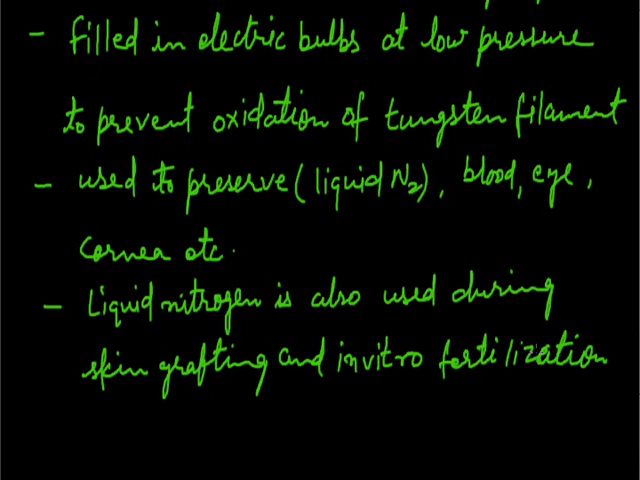 - filled in electric bulbs at low pressure
to prevent oxidation of tungsten filament
- used to preserve (liquid N₂), blood, eye,
cornea etc.
- Liquid nitrogen is also used during
skin grafting and invitro fertilization